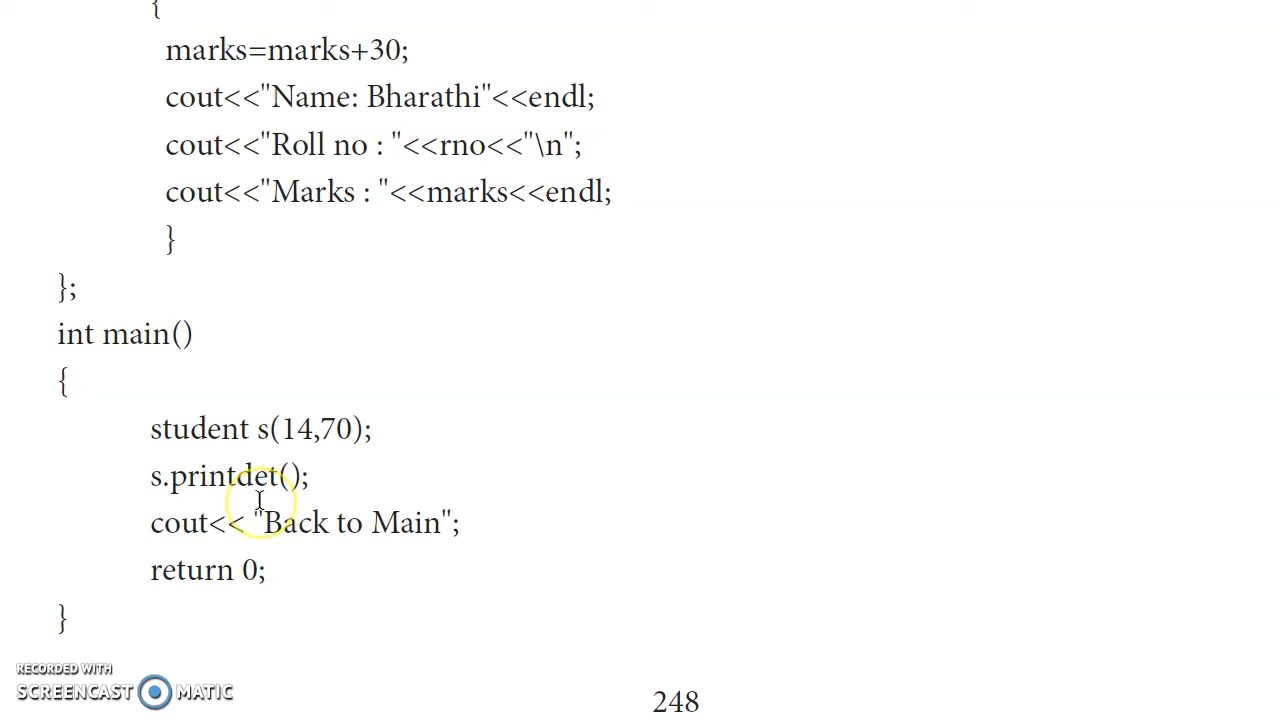 {
marks=marks+30;
cout<<"Name: Bharathi"<<endl;
cout<<"Roll no : "<<rno<<"\n";
cout<<"Marks : "<<marks<<endl;
}
};
int main()
{
student s(14,70);
s.printdet();
cout<< "Back to Main";
return 0;
}
RECORDED WITH
SCREENCAST MATIC
248